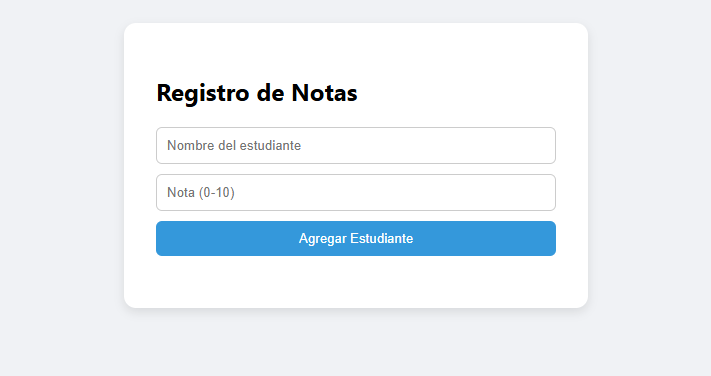 Registro de Notas
Nombre del estudiante
Nota (0-10)
Agregar Estudiante